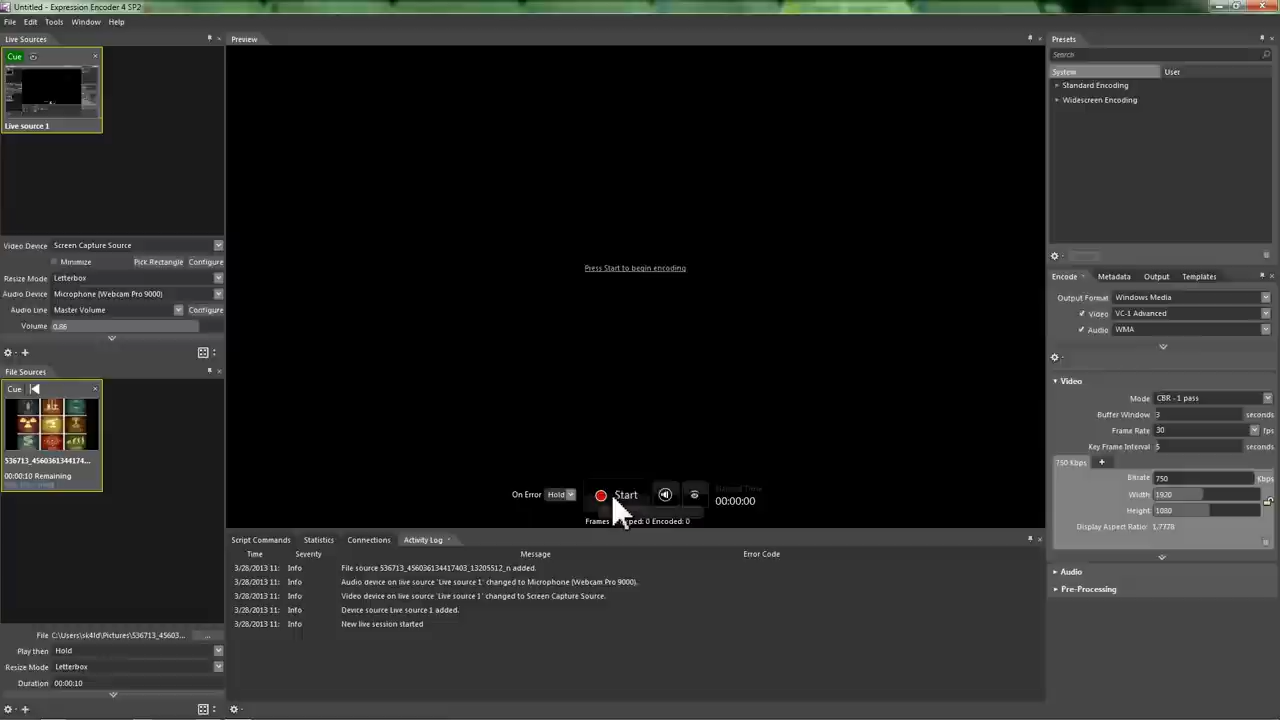 Untitled - Expression Encoder 4 SP2
File Edit Tools Window Help
Live Sources
Cue
Live source 1
Video Device Screen Capture Source
Minimize Pick Rectangle Configure
Resize Mode Letterbox
Audio Device Microphone (Webcam Pro 9000)
Audio Line Master Volume Configure
Volume 0.86
File Sources
Cue
536713_4560361344174...
00:00:10 Remaining
File C:\Users\sk4ld\Pictures\536713_45603... ...
Play then Hold
Resize Mode Letterbox
Duration 00:00:10
Preview
Press Start to begin encoding
On Error Hold Start 00:00:00
Frames ped: 0 Encoded: 0
Script Commands Statistics Connections Activity Log
Time Severity Message Error Code
3/28/2013 11: Info File source 536713_456036134417403_13205512_n added.
3/28/2013 11: Info Audio device on live source 'Live source 1' changed to Microphone (Webcam Pro 9000).
3/28/2013 11: Info Video device on live source 'Live source 1' changed to Screen Capture Source.
3/28/2013 11: Info Device source Live source 1 added.
3/28/2013 11: Info New live session started
Presets
Search
System User
Standard Encoding
Widescreen Encoding
Encode Metadata Output Templates
Output Format Windows Media
Video VC-1 Advanced
Audio WMA
Video
Mode CBR - 1 pass
Buffer Window 3 seconds
Frame Rate 30 fps
Key Frame Interval 5 seconds
750 Kbps +
Bitrate 750 Kbps
Width 1920
Height 1080
Display Aspect Ratio: 1.7778
Audio
Pre-Processing